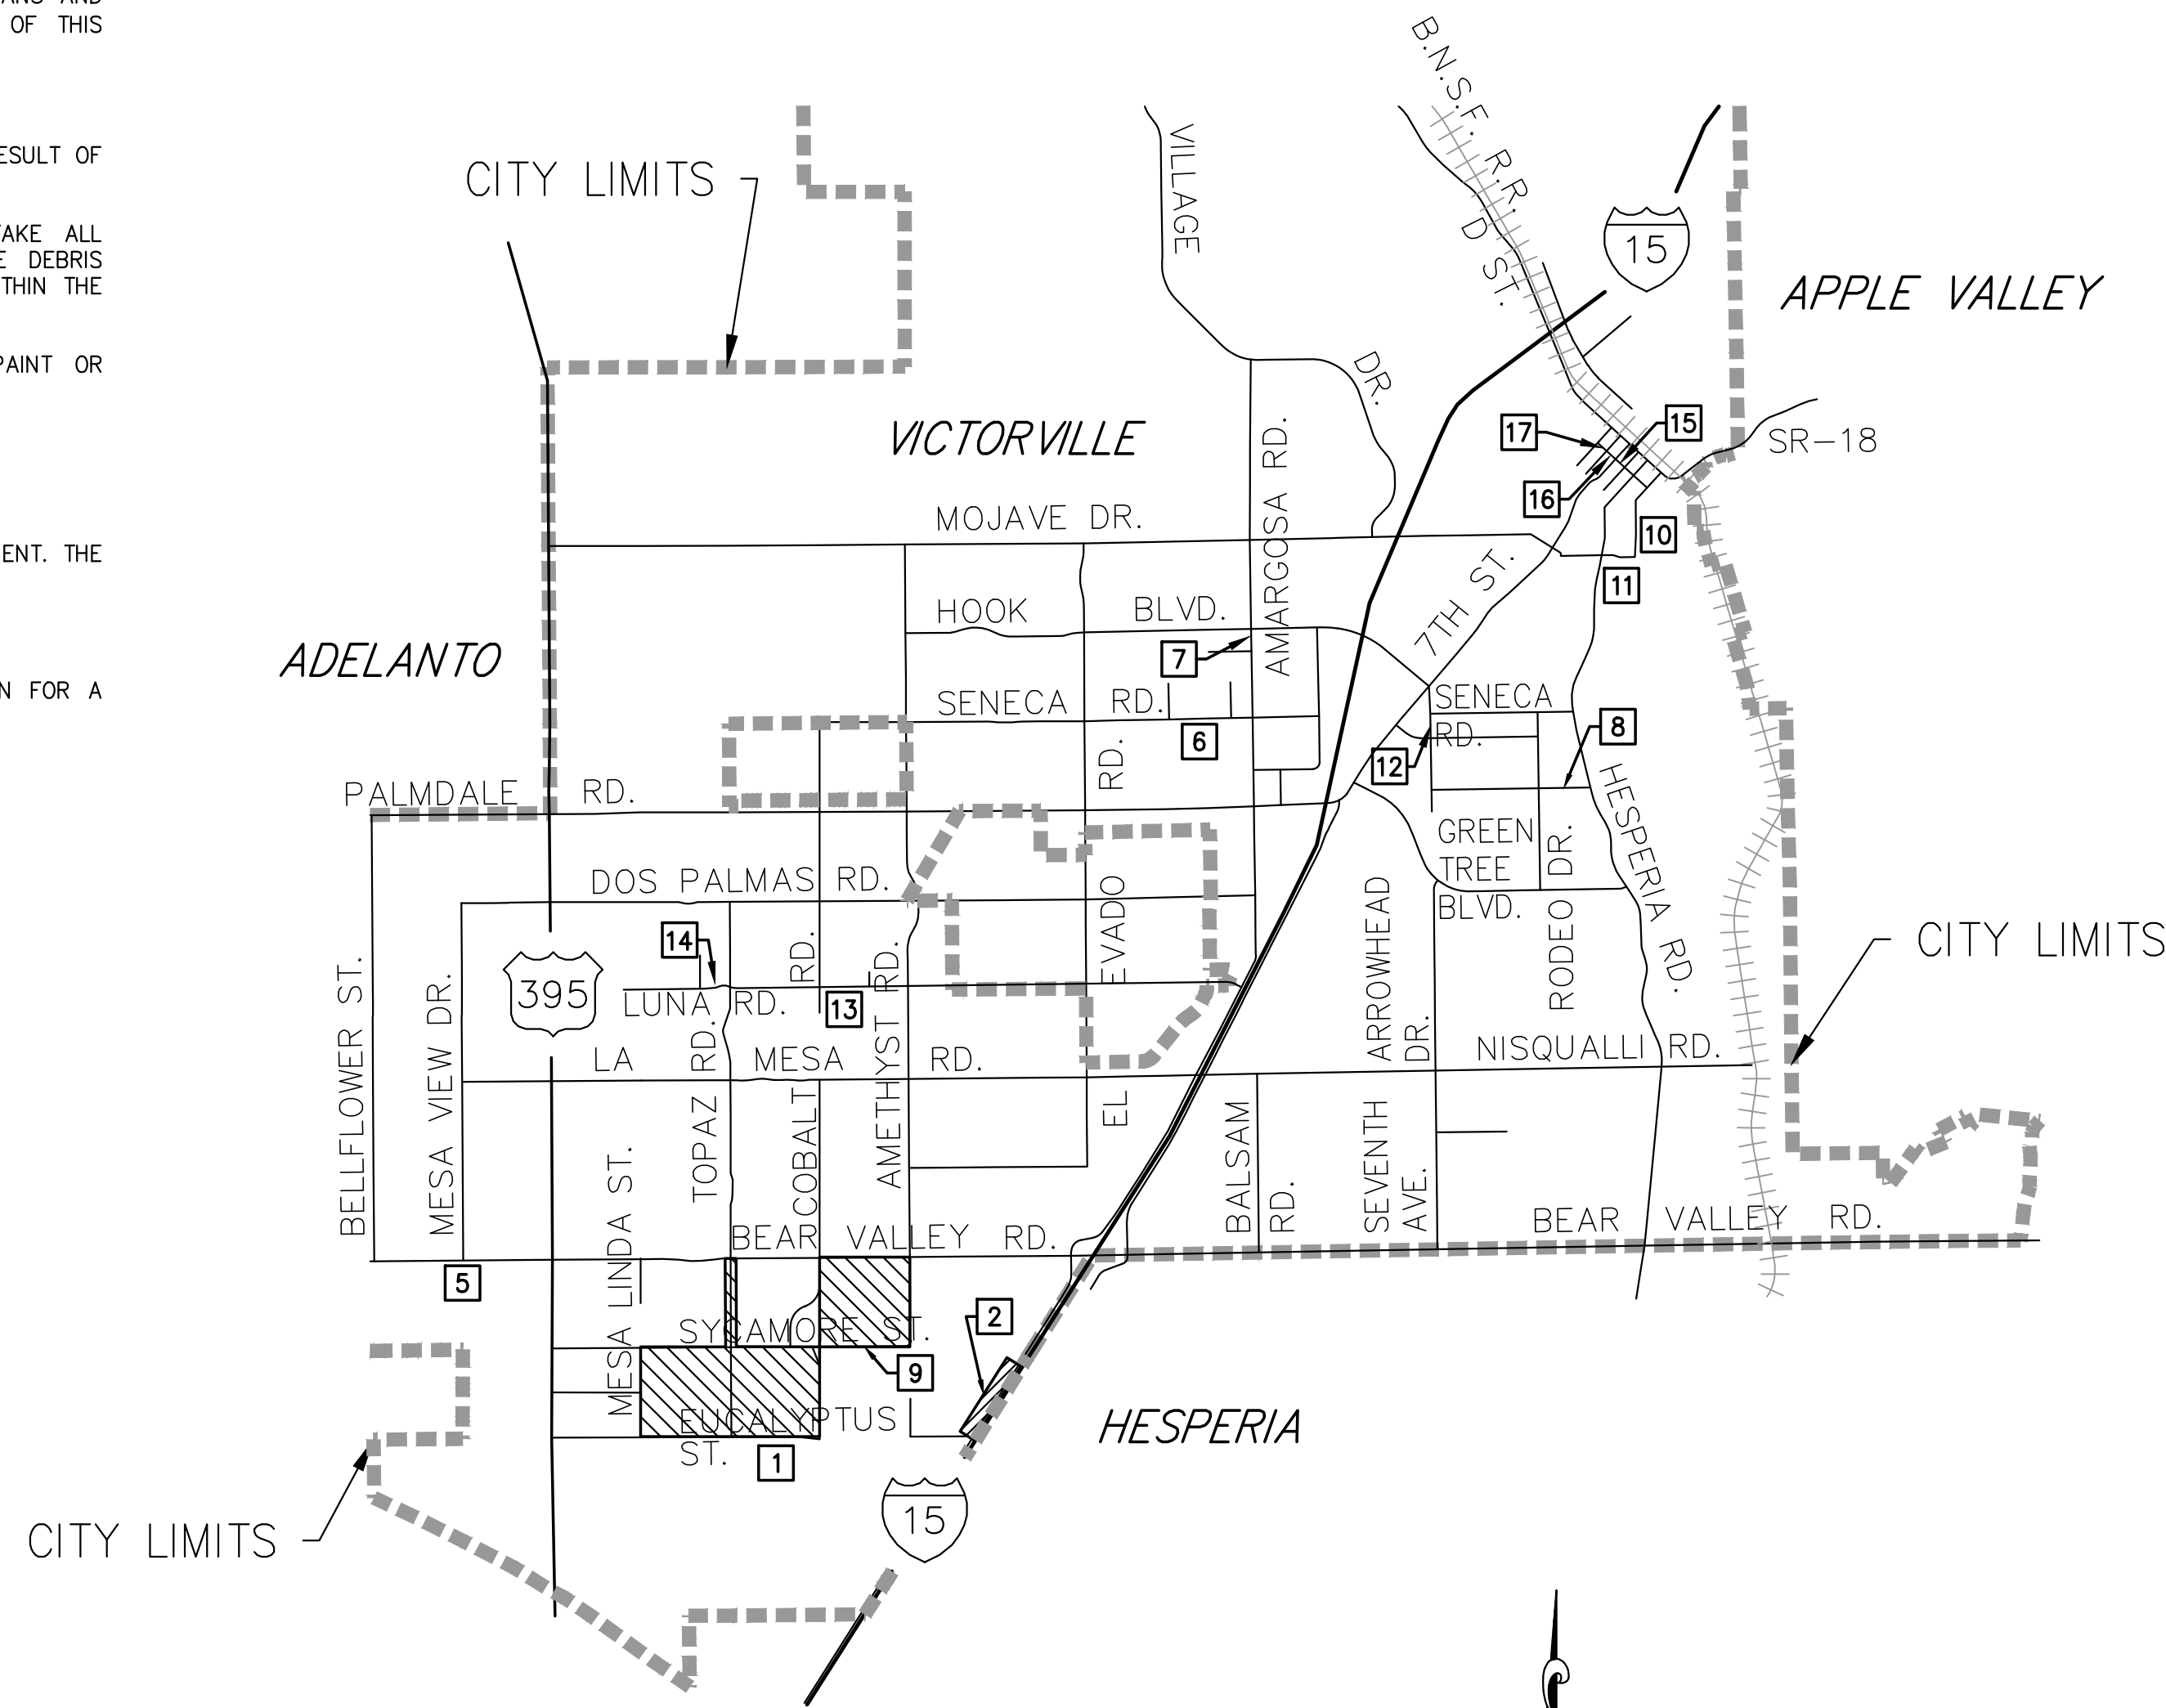 ANS AND
OF THIS
ESULT OF
TAKE ALL
E DEBRIS
THIN THE
PAINT OR
ENT. THE
N FOR A
B.N.S.F. R.R.
D ST.
VILLAGE
DR.
CITY LIMITS
15
APPLE VALLEY
VICTORVILLE
17
15
SR-18
16
10
11
MOJAVE DR.
AMARGOSA RD.
7TH ST.
HOOK BLVD.
7
ADELANTO
SENECA RD.
6
SENECA
RD.
8
12
PALMDALE RD.
GREEN
TREE
BLVD.
HESPERIA RD.
RODEO DR.
DOS PALMAS RD.
14
395
LUNA RD.
13
EL EVADO RD.
ARROWHEAD
DR.
CITY LIMITS
BELLFLOWER ST.
MESA VIEW DR.
LA MESA RD.
NISQUALLI RD.
TOPAZ RD.
COBALT RD.
AMETHYST RD.
MESA LINDA ST.
BALSAM
RD.
SEVENTH
AVE.
BEAR VALLEY RD.
BEAR VALLEY RD.
5
2
SYCAMORE ST.
9
EUCALYPTUS
ST.
1
HESPERIA
15
CITY LIMITS